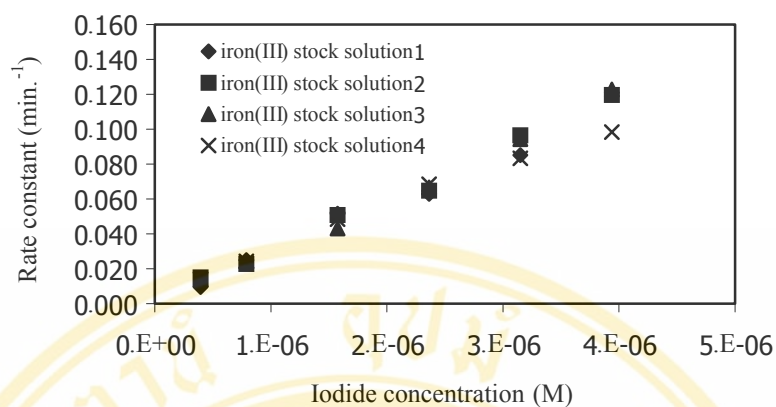 0.160
0.140
0.120
0.100
0.080
0.060
0.040
0.020
0.000
Rate constant (min.⁻¹)
iron(III) stock solution1
iron(III) stock solution2
iron(III) stock solution3
iron(III) stock solution4
0.E+00 1.E-06 2.E-06 3.E-06 4.E-06 5.E-06
Iodide concentration (M)